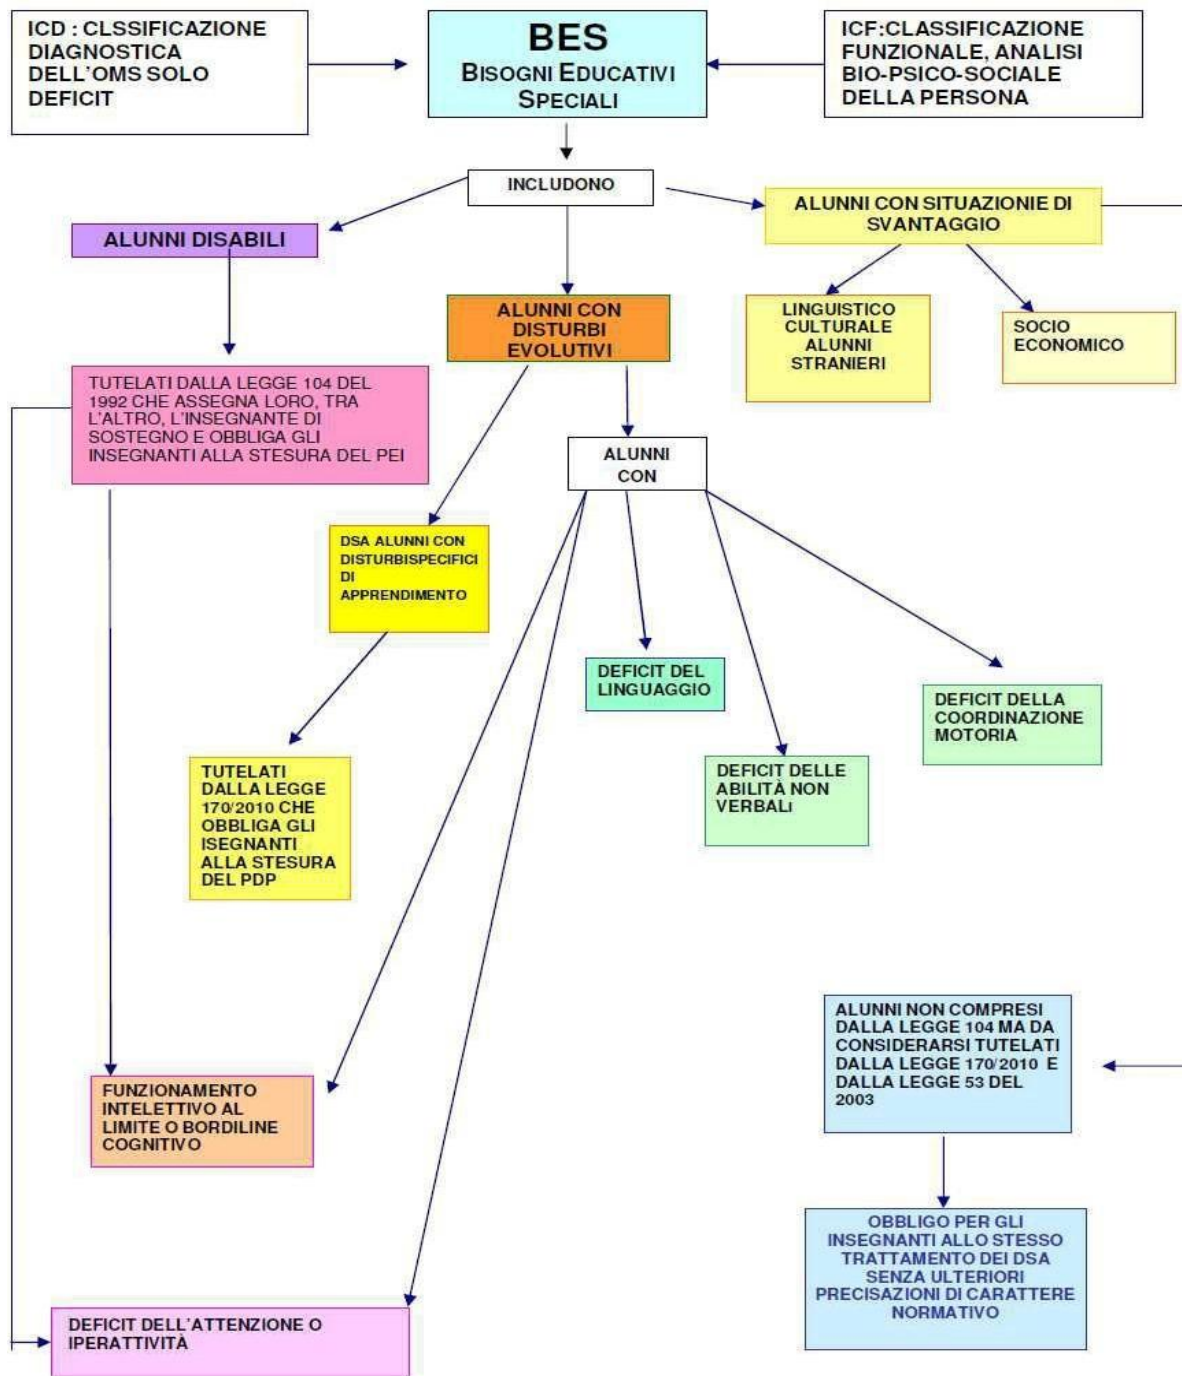 ICD : CLSSIFICAZIONE
DIAGNOSTICA
DELL'OMS SOLO
DEFICIT
BES
BISOGNI EDUCATIVI
SPECIALI
ICF:CLASSIFICAZIONE
FUNZIONALE, ANALISI
BIO-PSICO-SOCIALE
DELLA PERSONA
INCLUDONO
ALUNNI DISABILI
ALUNNI CON SITUAZIONIE DI
SVANTAGGIO
ALUNNI CON
DISTURBI
EVOLUTIVI
LINGUISTICO
CULTURALE
ALUNNI
STRANIERI
SOCIO
ECONOMICO
TUTELATI DALLA LEGGE 104 DEL
1992 CHE ASSEGNA LORO, TRA
L'ALTRO, L'INSEGNANTE DI
SOSTEGNO E OBBLIGA GLI
INSEGNANTI ALLA STESURA DEL PEI
ALUNNI
CON
DSA ALUNNI CON
DISTURBISPECIFICI
DI
APPRENDIMENTO
DEFICIT DEL
LINGUAGGIO
DEFICIT DELLA
COORDINAZIONE
MOTORIA
DEFICIT DELLE
ABILITÀ NON
VERBALi
TUTELATI
DALLA LEGGE
170/2010 CHE
OBBLIGA GLI
ISEGNANTI
ALLA STESURA
DEL PDP
ALUNNI NON COMPRESI
DALLA LEGGE 104 MA DA
CONSIDERARSI TUTELATI
DALLA LEGGE 170/2010 E
DALLA LEGGE 53 DEL
2003
FUNZIONAMENTO
INTELETTIVO AL
LIMITE O BORDILINE
COGNITIVO
OBBLIGO PER GLI
INSEGNANTI ALLO STESSO
TRATTAMENTO DEI DSA
SENZA ULTERIORI
PRECISAZIONI DI CARATTERE
NORMATIVO
DEFICIT DELL'ATTENZIONE O
IPERATTIVITÀ